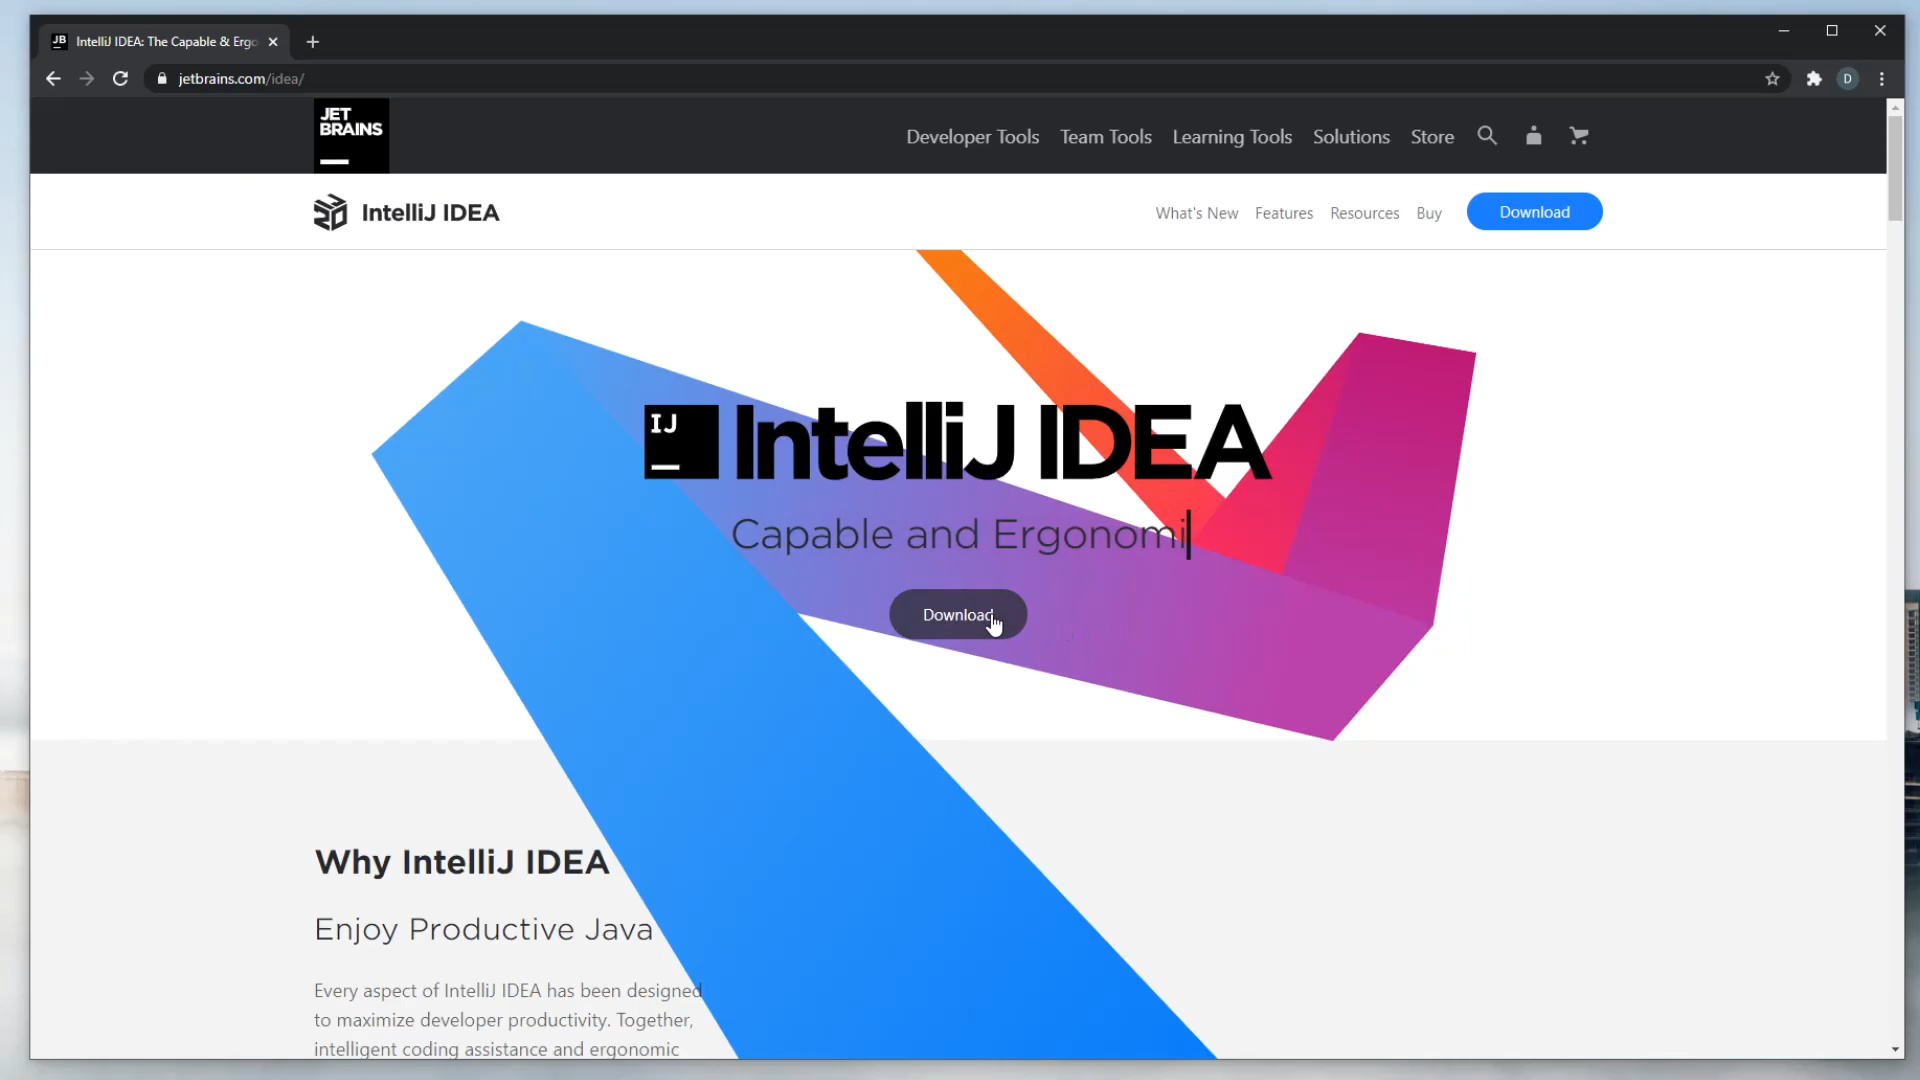 JB IntelliJ IDEA: The Capable & Ergo
jetbrains.com/idea/
D
JET
BRAINS
Developer Tools Team Tools Learning Tools Solutions Store
IntelliJ IDEA
What's New Features Resources Buy Download
IJ IntelliJ IDEA
Capable and Ergonomi
Download
Why IntelliJ IDEA
Enjoy Productive Java
Every aspect of IntelliJ IDEA has been designed
to maximize developer productivity. Together,
intelligent coding assistance and ergonomic